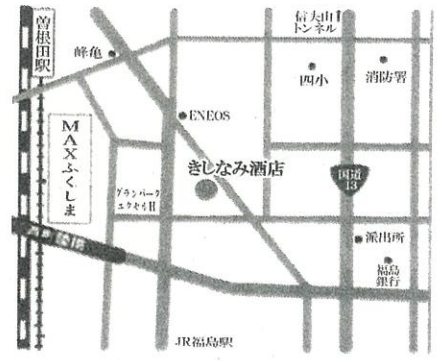 曽根田駅
峰亀
信夫山
トンネル
四小
消防署
ENEOS
MAXふくしま
きしなみ酒店
国道
13
グランパーク
エクセルH
派出所
福島
銀行
JR福島駅